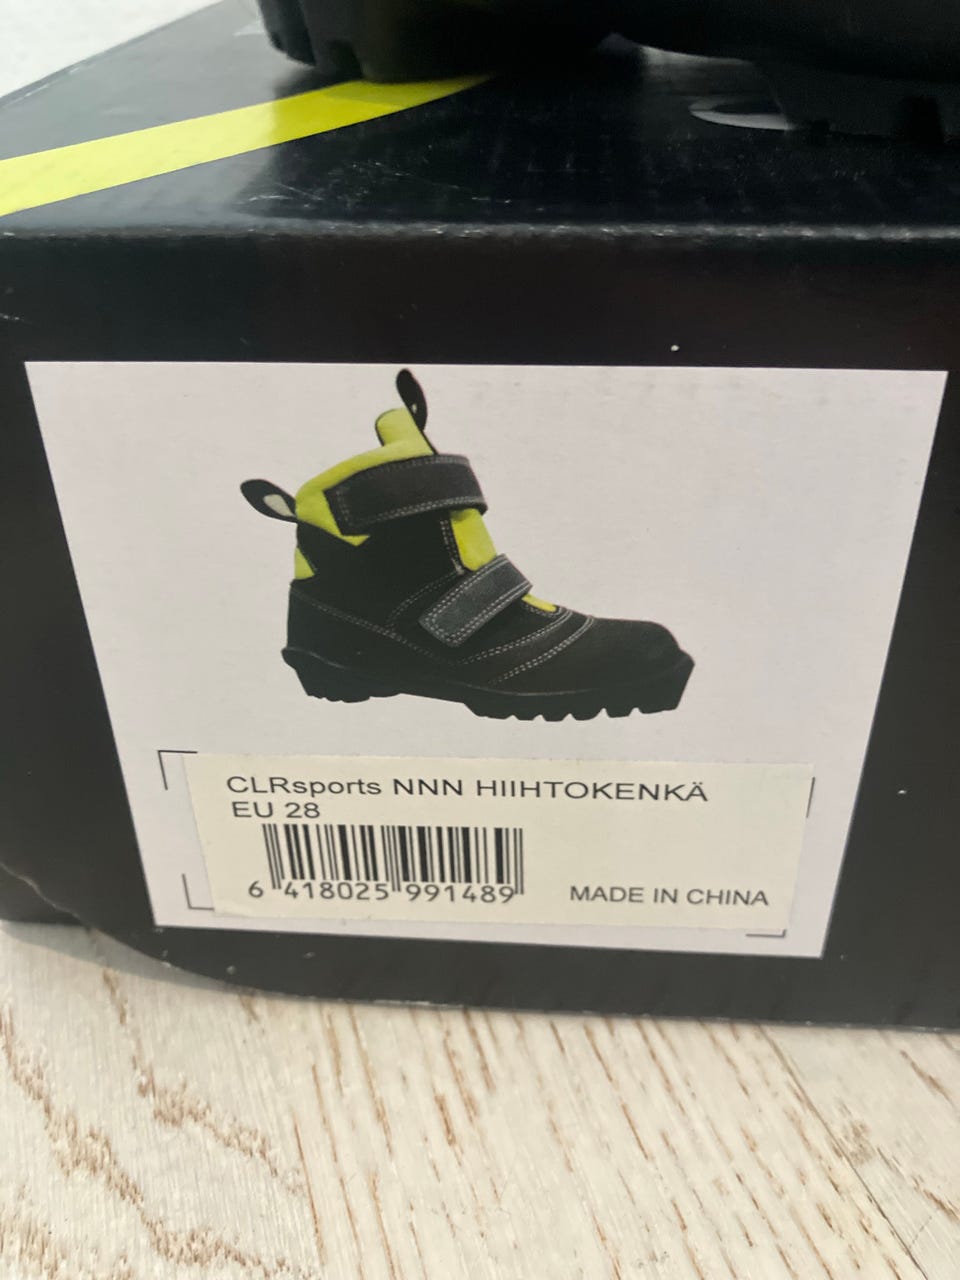 CLRsports NNN HIIHTOKENKÄ
EU 28
6 418025 991489
MADE IN CHINA